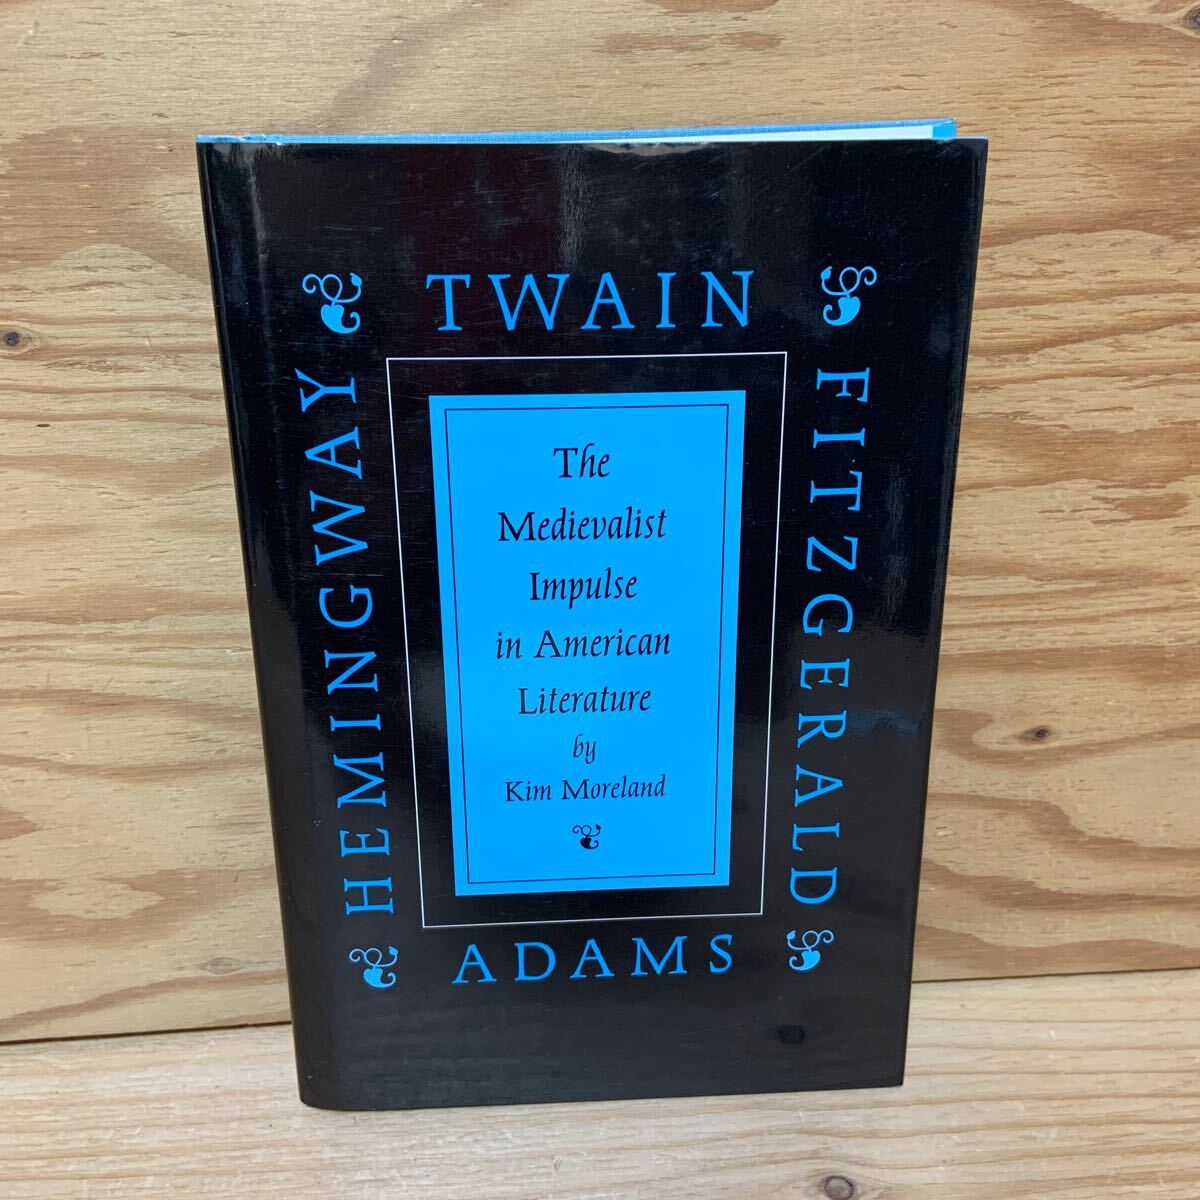 TWAIN
FITZGERALD
HEMINGWAY
The
Medievalist
Impulse
in American
Literature
by
Kim Moreland
ADAMS